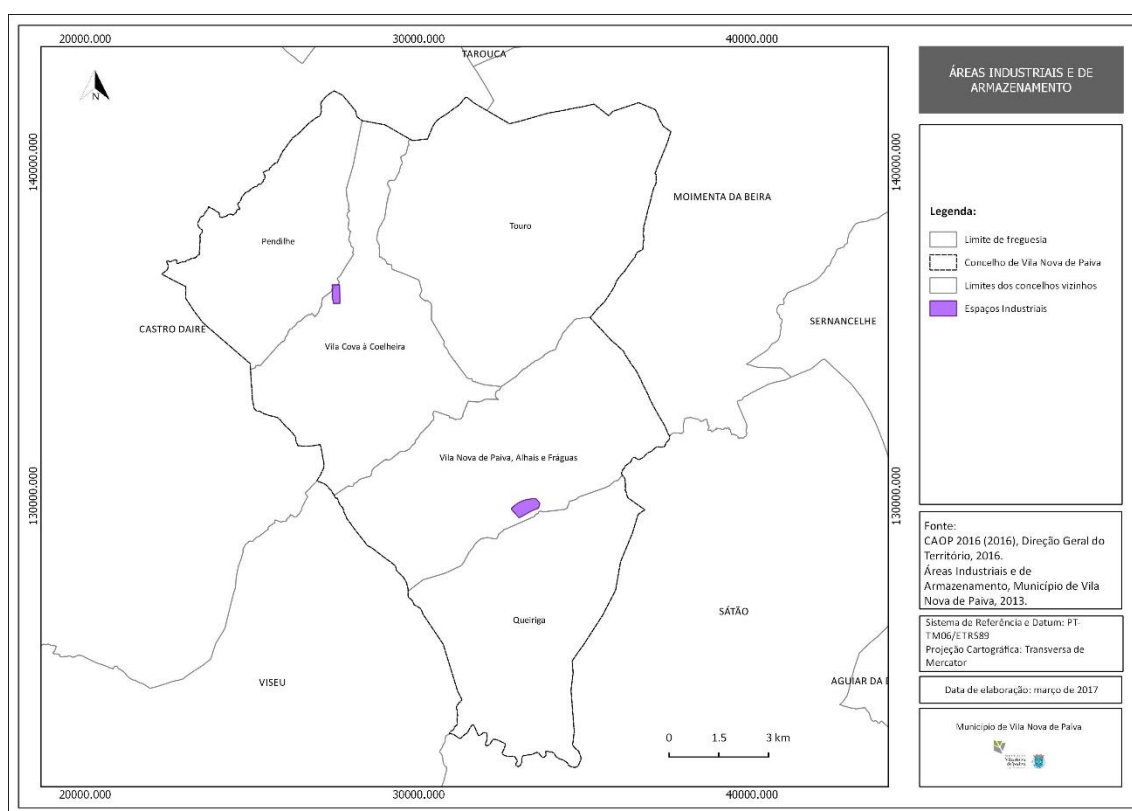 20000.000 30000.000 40000.000
TAROUCA
N
140000.000 140000.000
MOIMENTA DA BEIRA
Pendilhe
Touro
CASTRO DAIRE
Vila Cova à Coelheira
SERNANCELHE
Vila Nova de Paiva, Alhais e Fráguas
130000.000 130000.000
Queiriga
SÁTÃO
VISEU
AGUIAR DA B
0 1.5 3 km
20000.000 30000.000 40000.000
ÁREAS INDUSTRIAIS E DE
ARMAZENAMENTO
Legenda:
Limite de freguesia
Concelho de Vila Nova de Paiva
Limites dos concelhos vizinhos
Espaços Industriais
Fonte:
CAOP 2016 (2016), Direção Geral do
Território, 2016.
Áreas Industriais e de
Armazenamento, Município de Vila
Nova de Paiva, 2013.
Sistema de Referência e Datum: PT-
TM06/ETRS89
Projeção Cartográfica: Transversa de
Mercator
Data de elaboração: março de 2017
Município de Vila Nova de Paiva